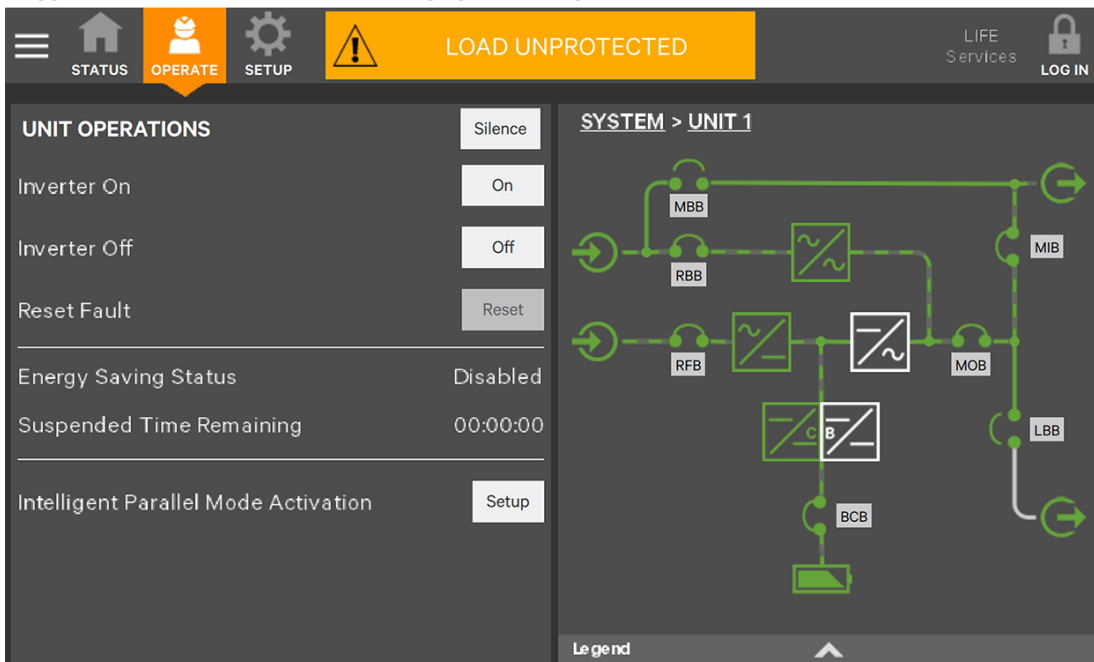 STATUS
OPERATE
SETUP
LOAD UNPROTECTED
LIFE
Services
LOG IN
UNIT OPERATIONS
Silence
Inverter On
On
Inverter Off
Off
Reset Fault
Reset
Energy Saving Status
Disabled
Suspended Time Remaining
00:00:00
Intelligent Parallel Mode Activation
Setup
SYSTEM > UNIT 1
MBB
MIB
RBB
RFB
MOB
C
B
LBB
BCB
Legend